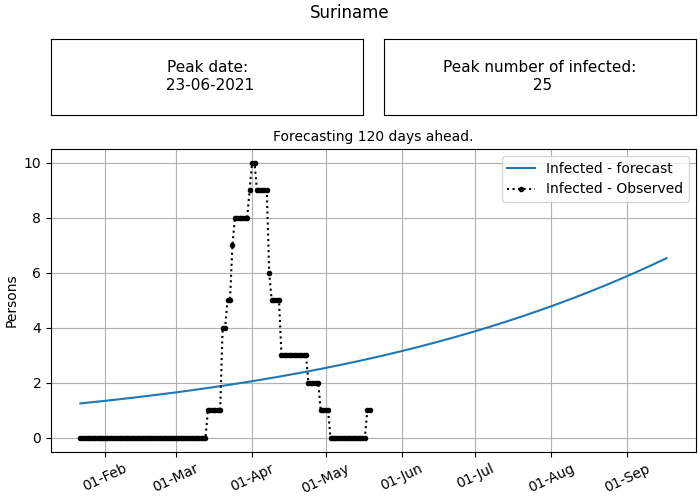 Suriname
Peak date:
23-06-2021
Peak number of infected:
25
Forecasting 120 days ahead.
Infected - forecast
Infected - Observed
Persons
10
8
6
4
2
0
01-Feb
01-Mar
01-Apr
01-May
01-Jun
01-Jul
01-Aug
01-Sep